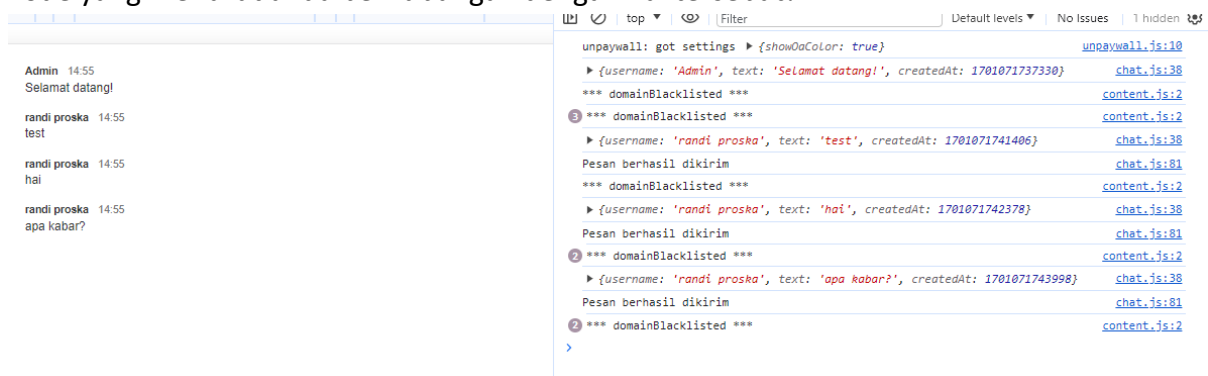 top ▼ Filter Default levels ▼ No Issues 1 hidden
unpaywall: got settings ▶ {showOaColor: true} unpaywall.js:10
▶ {username: 'Admin', text: 'Selamat datang!', createdAt: 1701071737330} chat.js:38
*** domainBlacklisted *** content.js:2
3 *** domainBlacklisted *** content.js:2
▶ {username: 'randi proska', text: 'test', createdAt: 1701071741406} chat.js:38
Pesan berhasil dikirim chat.js:81
*** domainBlacklisted *** content.js:2
▶ {username: 'randi proska', text: 'hai', createdAt: 1701071742378} chat.js:38
Pesan berhasil dikirim chat.js:81
2 *** domainBlacklisted *** content.js:2
▶ {username: 'randi proska', text: 'apa kabar?', createdAt: 1701071743998} chat.js:38
Pesan berhasil dikirim chat.js:81
2 *** domainBlacklisted *** content.js:2
>
Admin 14:55
Selamat datang!
randi proska 14:55
test
randi proska 14:55
hai
randi proska 14:55
apa kabar?